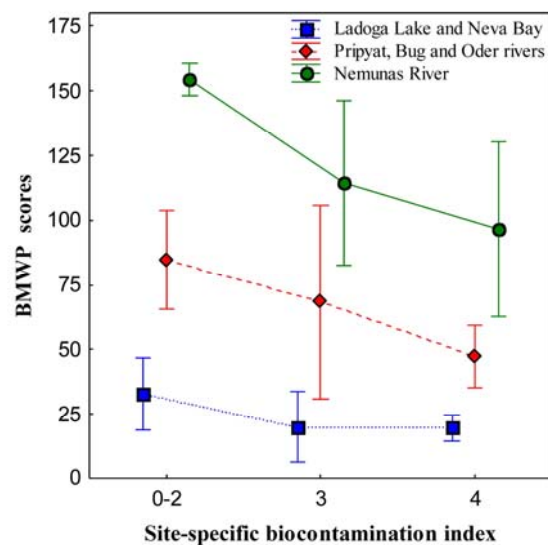 Ladoga Lake and Neva Bay
Pripyat, Bug and Oder rivers
Nemunas River
BMWP scores
175
150
125
100
75
50
25
0
0-2 3 4
Site-specific biocontamination index